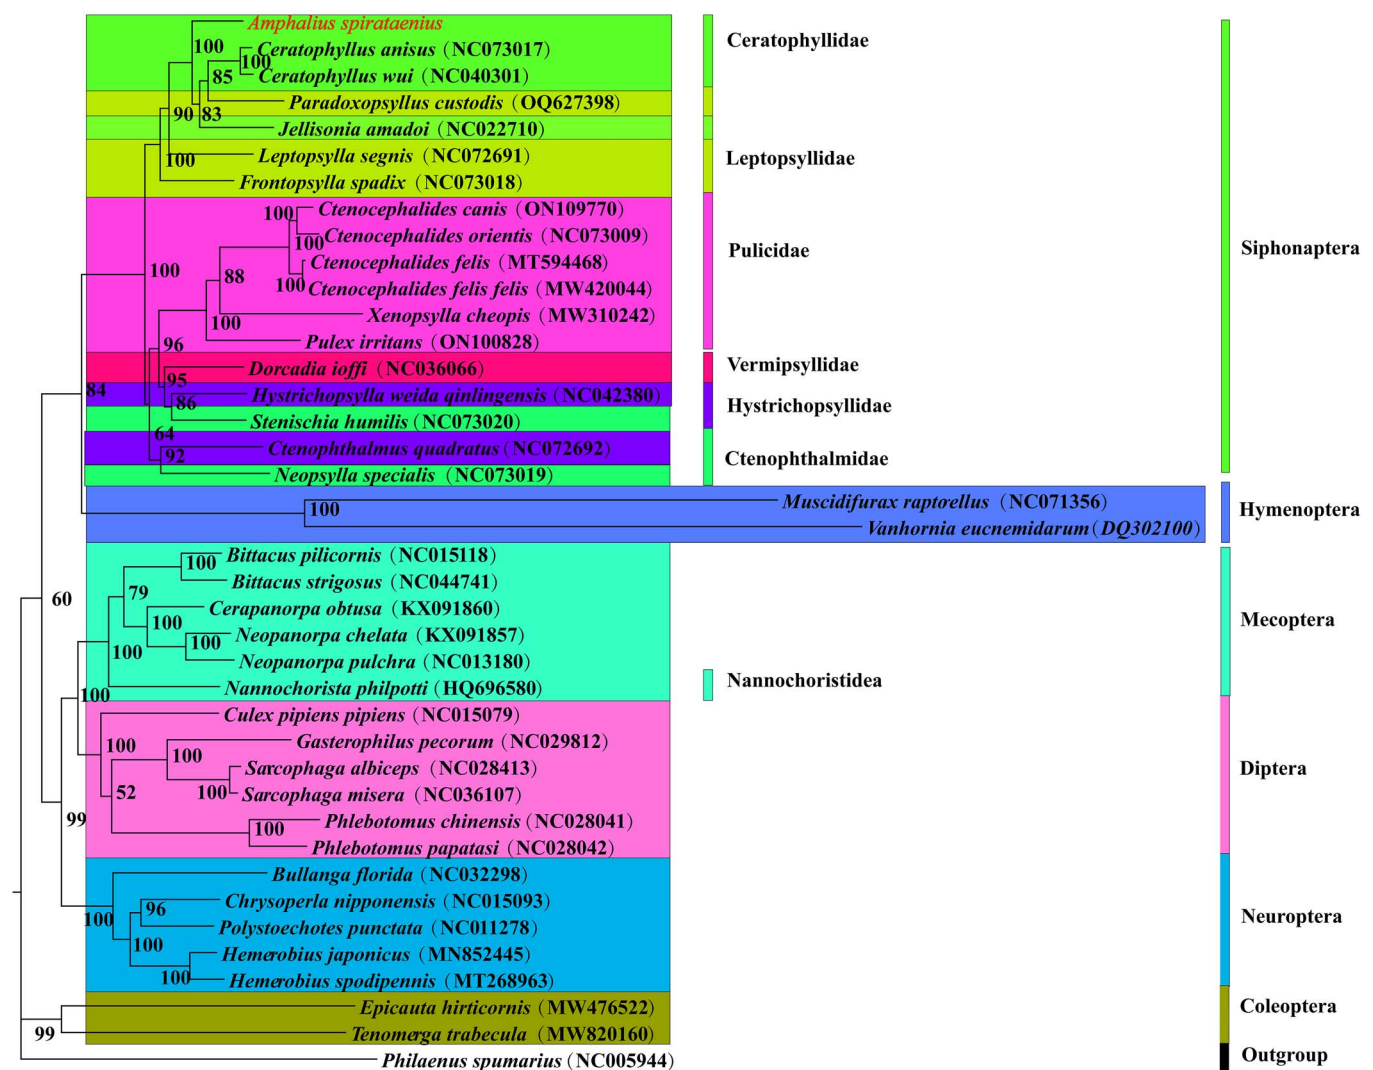 Amphalius spirataenius
100
Ceratophyllus anisus (NC073017)
Ceratophyllidae
100
85
Ceratophyllus wui (NC040301)
Paradoxopsyllus custodis (OQ627398)
90
83
Jellisonia amadoi (NC022710)
100
Leptopsylla segnis (NC072691)
Leptopsyllidae
Frontopsylla spadix (NC073018)
100
Ctenocephalides canis (ON109770)
100
Ctenocephalides orientis (NC073009)
Pulicidae
Siphonaptera
100
88
Ctenocephalides felis (MT594468)
100
Ctenocephalides felis felis (MW420044)
100
Xenopsylla cheopis (MW310242)
96
Pulex irritans (ON100828)
Vermipsyllidae
95
Dorcadia ioffi (NC036066)
84
86
Hystrichopsylla weida qinlingensis (NC042380)
Hystrichopsyllidae
Stenischia humilis (NC073020)
64
92
Ctenophthalmus quadratus (NC072692)
Ctenophthalmidae
Neopsylla specialis (NC073019)
100
Muscidifurax raptorellus (NC071356)
Hymenoptera
Vanhornia eucnemidarum (DQ302100)
100
Bittacus pilicornis (NC015118)
79
Bittacus strigosus (NC044741)
60
100
Cerapanorpa obtusa (KX091860)
Mecoptera
100
100
Neopanorpa chelata (KX091857)
Neopanorpa pulchra (NC013180)
100
Nannochorista philpotti (HQ696580)
Nannochoristidea
Culex pipiens pipiens (NC015079)
100
100
Gasterophilus pecorum (NC029812)
Sarcophaga albiceps (NC028413)
Diptera
52
100
Sarcophaga misera (NC036107)
99
100
Phlebotomus chinensis (NC028041)
Phlebotomus papatasi (NC028042)
Bullanga florida (NC032298)
100
96
Chrysoperla nipponensis (NC015093)
Neuroptera
Polystoechotes punctata (NC011278)
100
Hemerobius japonicus (MN852445)
100
Hemerobius spodipennis (MT268963)
Epicauta hirticornis (MW476522)
Coleoptera
99
Tenomerga trabecula (MW820160)
Philaenus spumarius (NC005944)
Outgroup